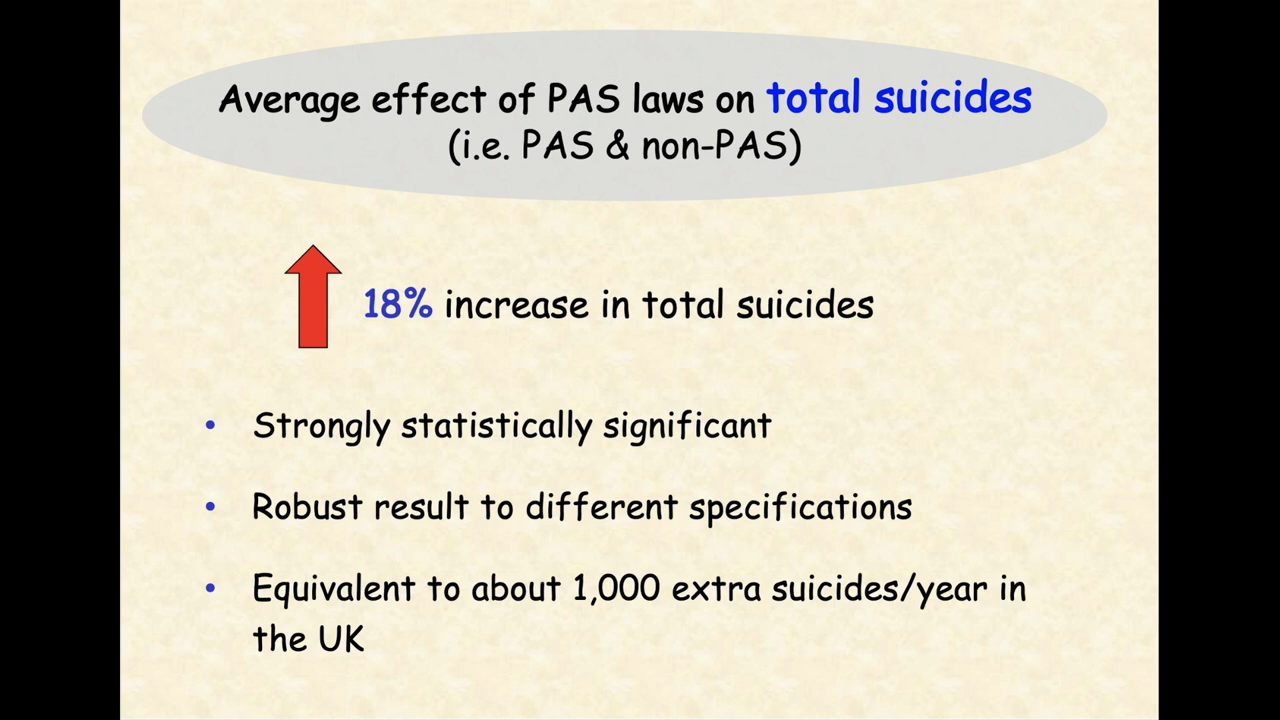 Average effect of PAS laws on total suicides
(i.e. PAS & non-PAS)
18% increase in total suicides
• Strongly statistically significant
• Robust result to different specifications
• Equivalent to about 1,000 extra suicides/year in
the UK